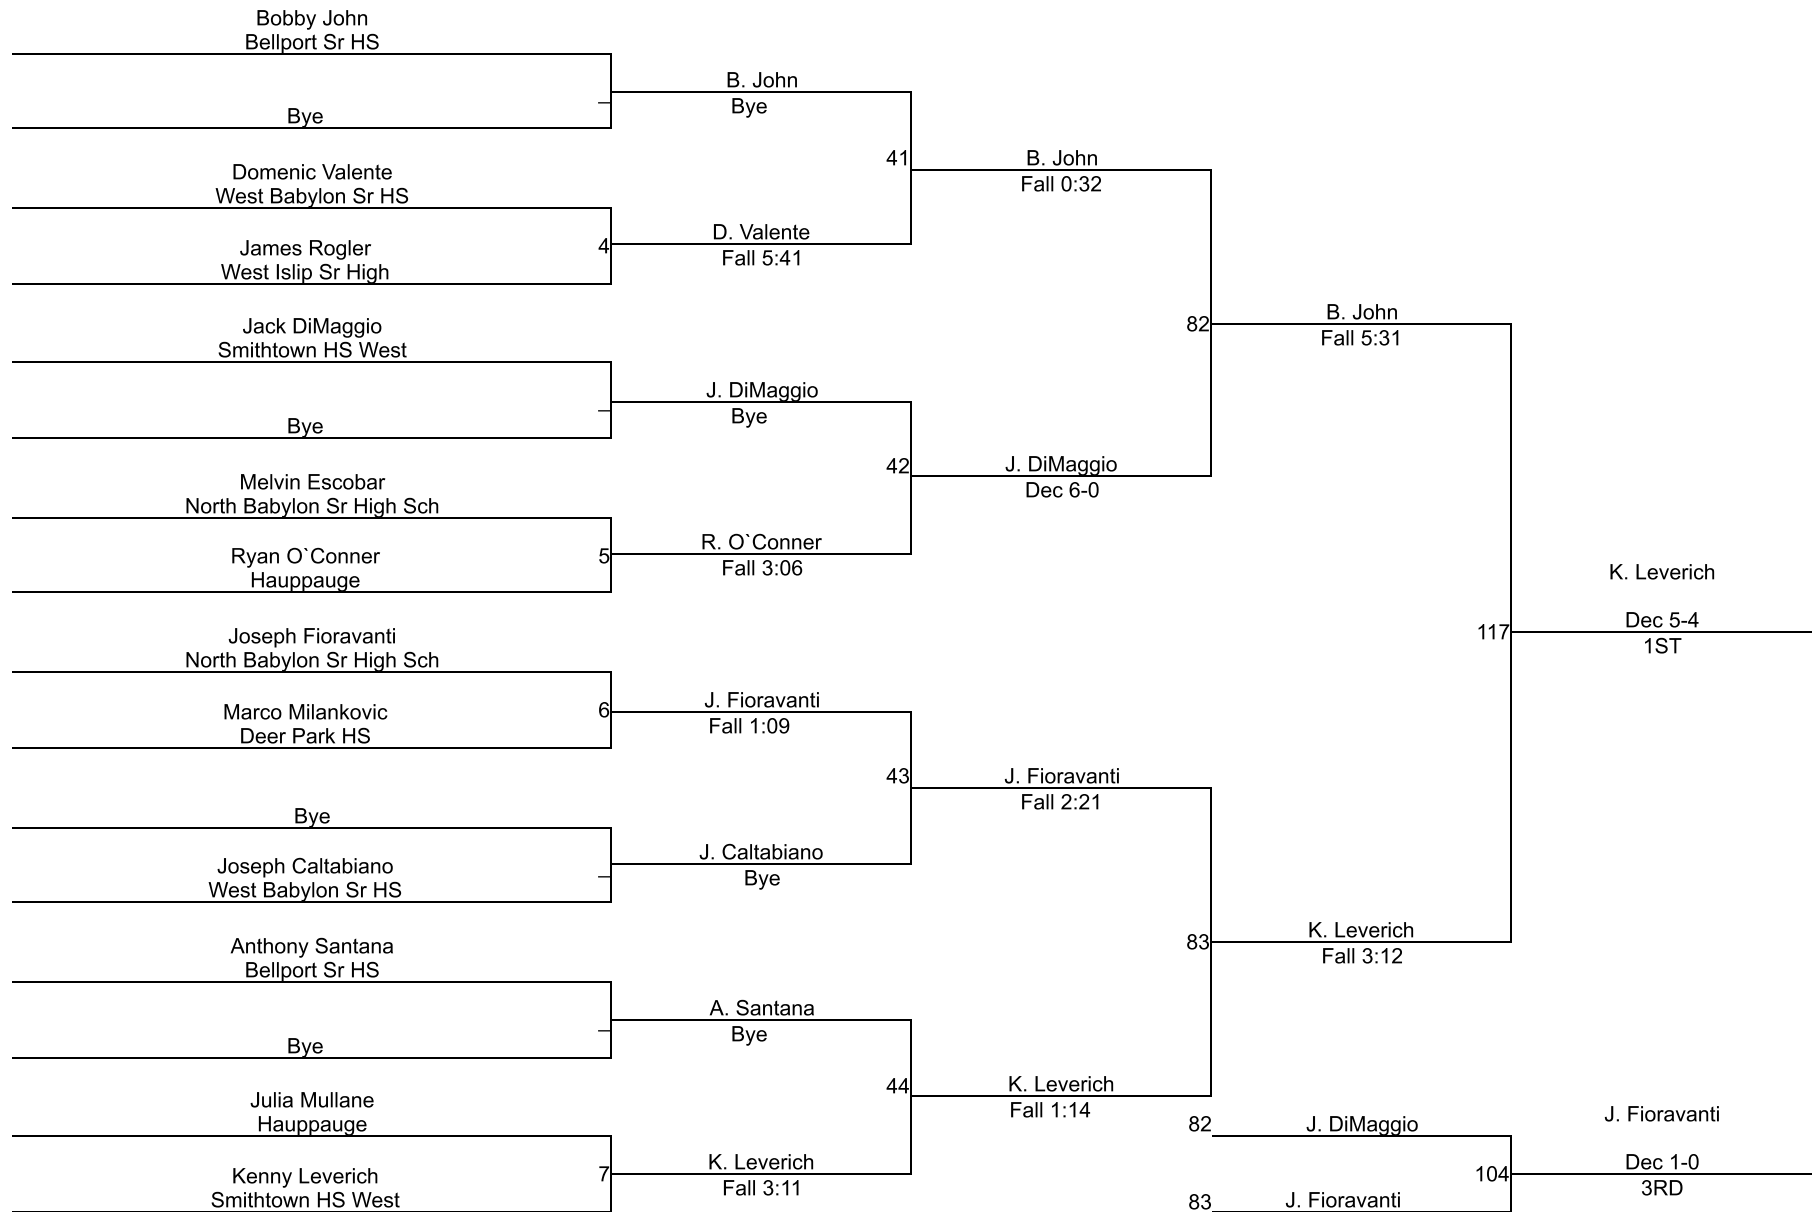 Bobby John
Bellport Sr HS
Bye
Domenic Valente
West Babylon Sr HS
James Rogler
West Islip Sr High
Jack DiMaggio
Smithtown HS West
Bye
Melvin Escobar
North Babylon Sr High Sch
Ryan O`Conner
Hauppauge
Joseph Fioravanti
North Babylon Sr High Sch
Marco Milankovic
Deer Park HS
Bye
Joseph Caltabiano
West Babylon Sr HS
Anthony Santana
Bellport Sr HS
Bye
Julia Mullane
Hauppauge
Kenny Leverich
Smithtown HS West
B. John
Bye
4
D. Valente
Fall 5:41
J. DiMaggio
Bye
5
R. O`Conner
Fall 3:06
6
J. Fioravanti
Fall 1:09
J. Caltabiano
Bye
A. Santana
Bye
7
K. Leverich
Fall 3:11
41
B. John
Fall 0:32
42
J. DiMaggio
Dec 6-0
43
J. Fioravanti
Fall 2:21
44
K. Leverich
Fall 1:14
82
B. John
Fall 5:31
83
K. Leverich
Fall 3:12
117
K. Leverich
Dec 5-4
1ST
82
J. DiMaggio
83
J. Fioravanti
104
J. Fioravanti
Dec 1-0
3RD